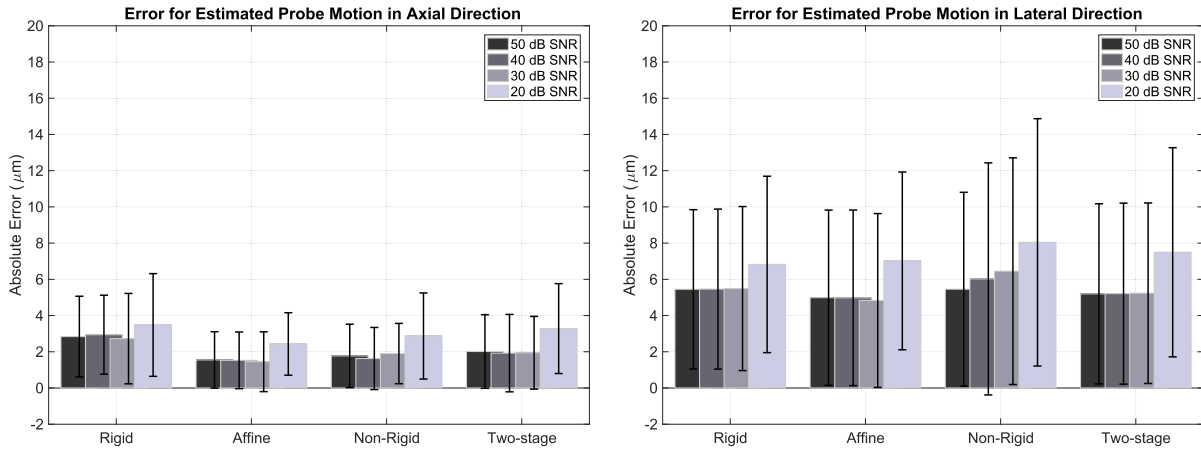 Error for Estimated Probe Motion in Axial Direction
20
18
16
14
12
10
8
6
4
2
0
-2
Absolute Error (μm)
50 dB SNR
40 dB SNR
30 dB SNR
20 dB SNR
Rigid
Affine
Non-Rigid
Two-stage
Error for Estimated Probe Motion in Lateral Direction
20
18
16
14
12
10
8
6
4
2
0
-2
Absolute Error (μm)
50 dB SNR
40 dB SNR
30 dB SNR
20 dB SNR
Rigid
Affine
Non-Rigid
Two-stage